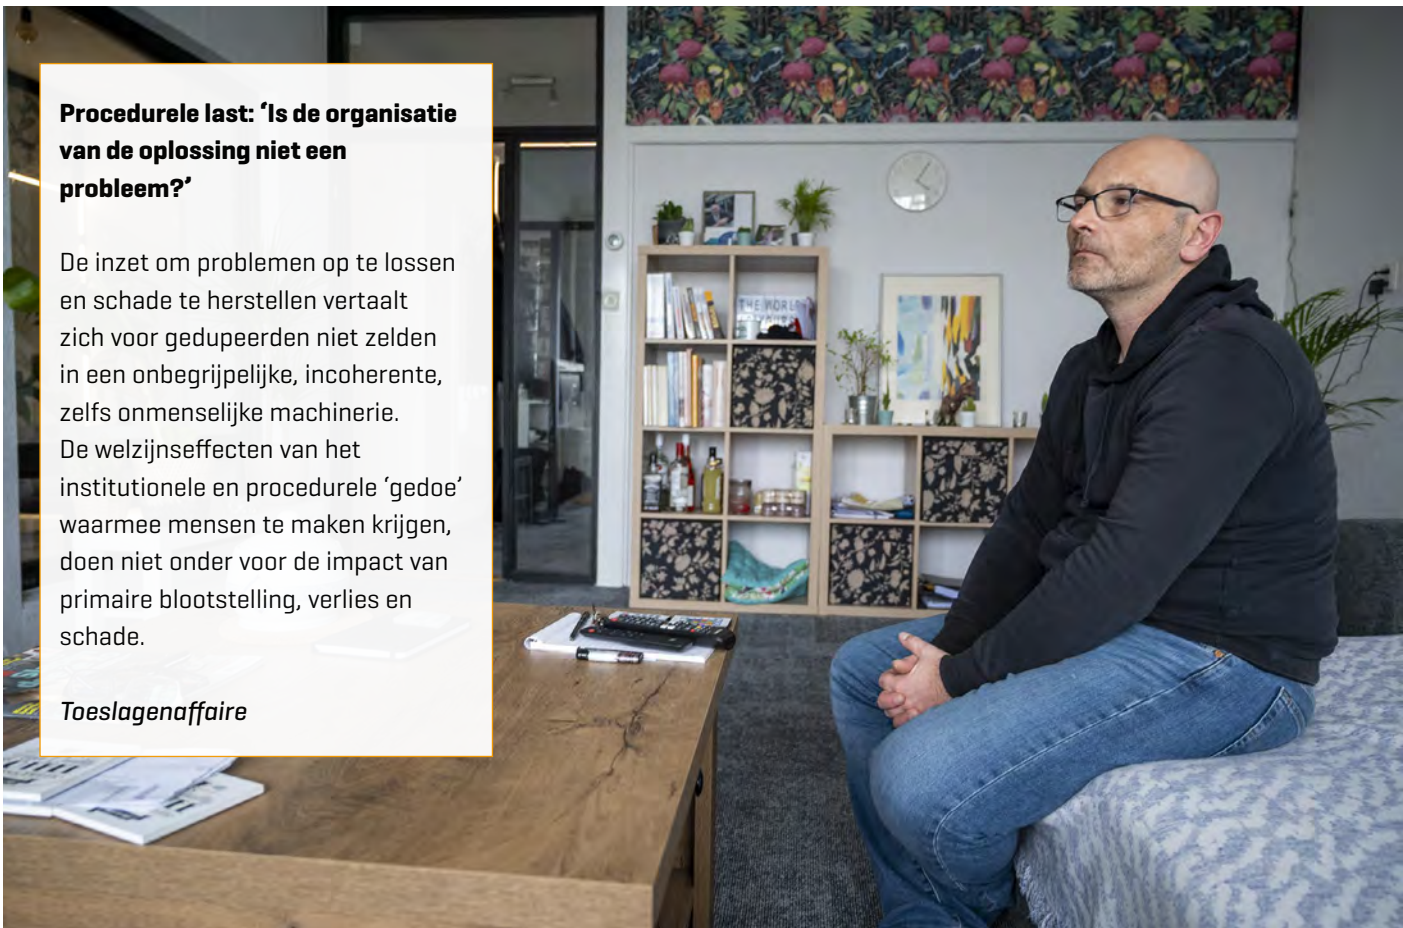 Procedurele last: ‘Is de organisatie
van de oplossing niet een
probleem?’
De inzet om problemen op te lossen
en schade te herstellen vertaalt
zich voor gedupeerden niet zelden
in een onbegrijpelijke, incoherente,
zelfs onmenselijke machinerie.
De welzijnseffecten van het
institutionele en procedurele ‘gedoe’
waarmee mensen te maken krijgen,
doen niet onder voor de impact van
primaire blootstelling, verlies en
schade.
Toeslagenaffaire
THE WORLD